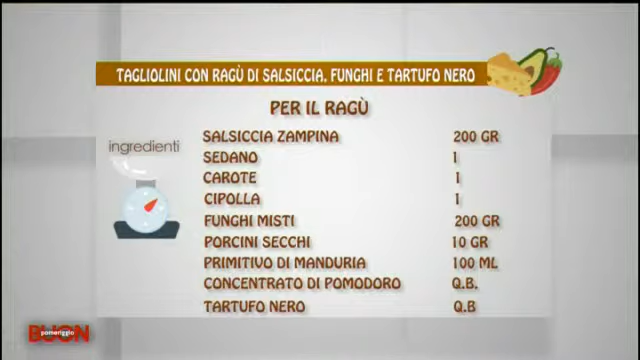 TAGLIOLINI CON RAGÙ DI SALSICCIA, FUNGHI E TARTUFO NERO
PER IL RAGÙ
ingredienti
SALSICCIA ZAMPINA 200 GR
SEDANO 1
CAROTE 1
CIPOLLA 1
FUNGHI MISTI 200 GR
PORCINI SECCHI 10 GR
PRIMITIVO DI MANDURIA 100 ML
CONCENTRATO DI POMODORO Q.B.
TARTUFO NERO Q.B
BUON
pomeriggio